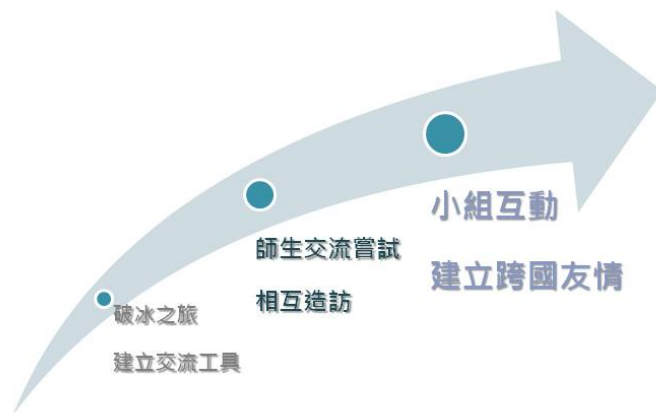 破冰之旅
建立交流工具
師生交流嘗試
相互造訪
小組互動
建立跨國友情